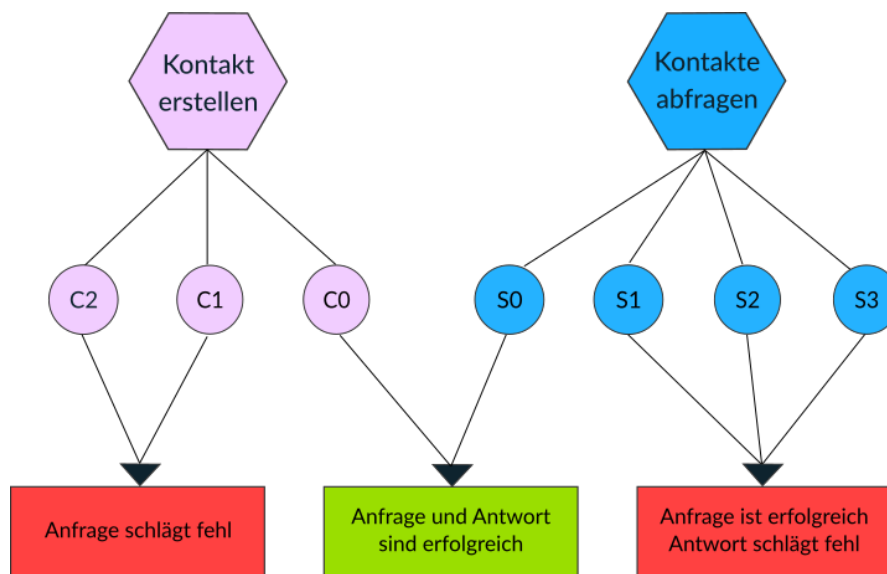 Kontakt
erstellen
Kontakte
abfragen
C2
C1
C0
S0
S1
S2
S3
Anfrage schlägt fehl
Anfrage und Antwort
sind erfolgreich
Anfrage ist erfolgreich
Antwort schlägt fehl